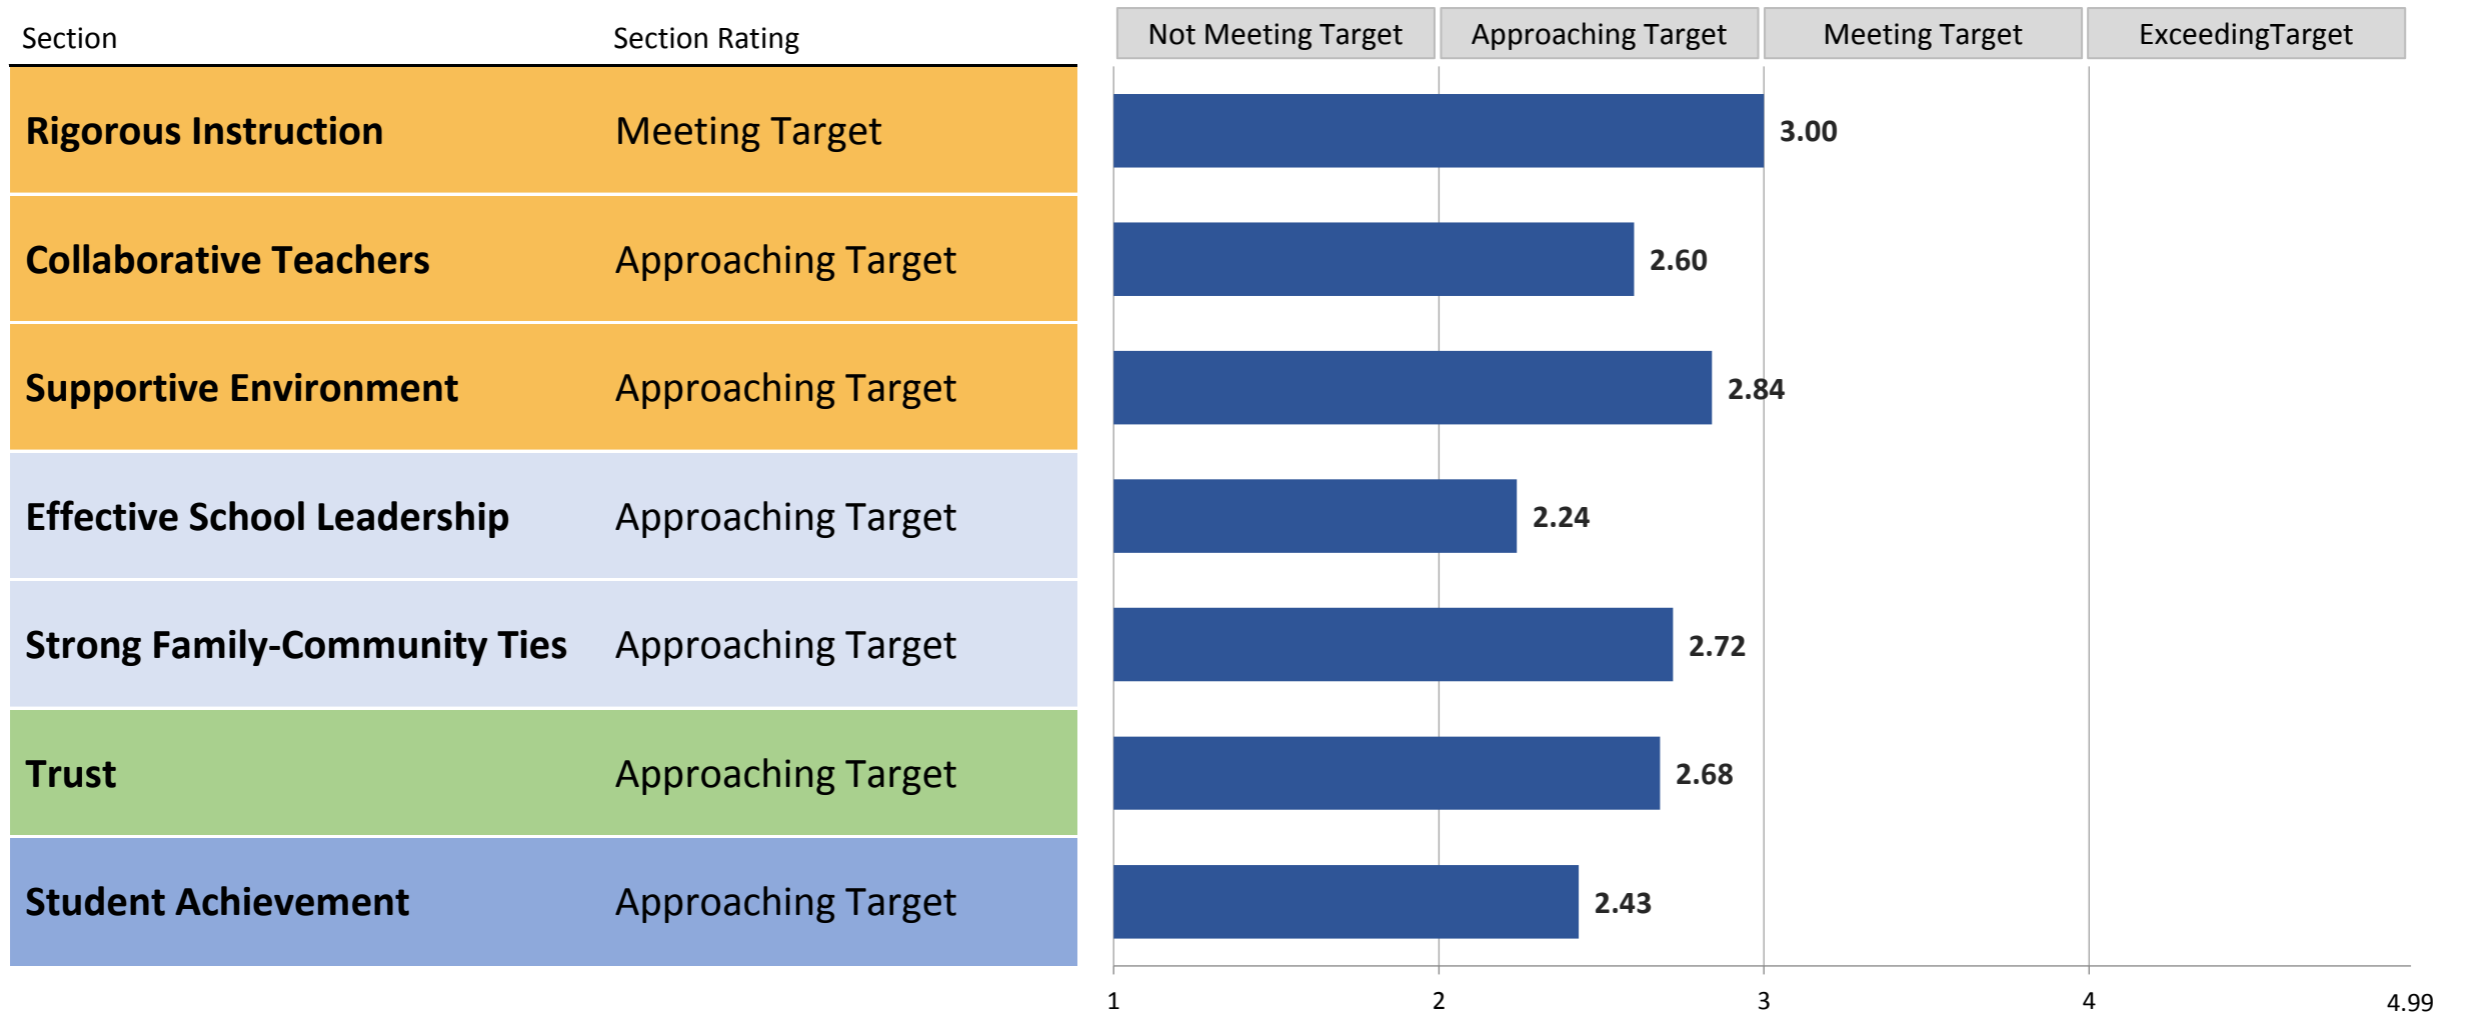 Section Section Rating Not Meeting Target Approaching Target Meeting Target ExceedingTarget
Rigorous Instruction Meeting Target 3.00
Collaborative Teachers Approaching Target 2.60
Supportive Environment Approaching Target 2.84
Effective School Leadership Approaching Target 2.24
Strong Family-Community Ties Approaching Target 2.72
Trust Approaching Target 2.68
Student Achievement Approaching Target 2.43
1 2 3 4 4.99